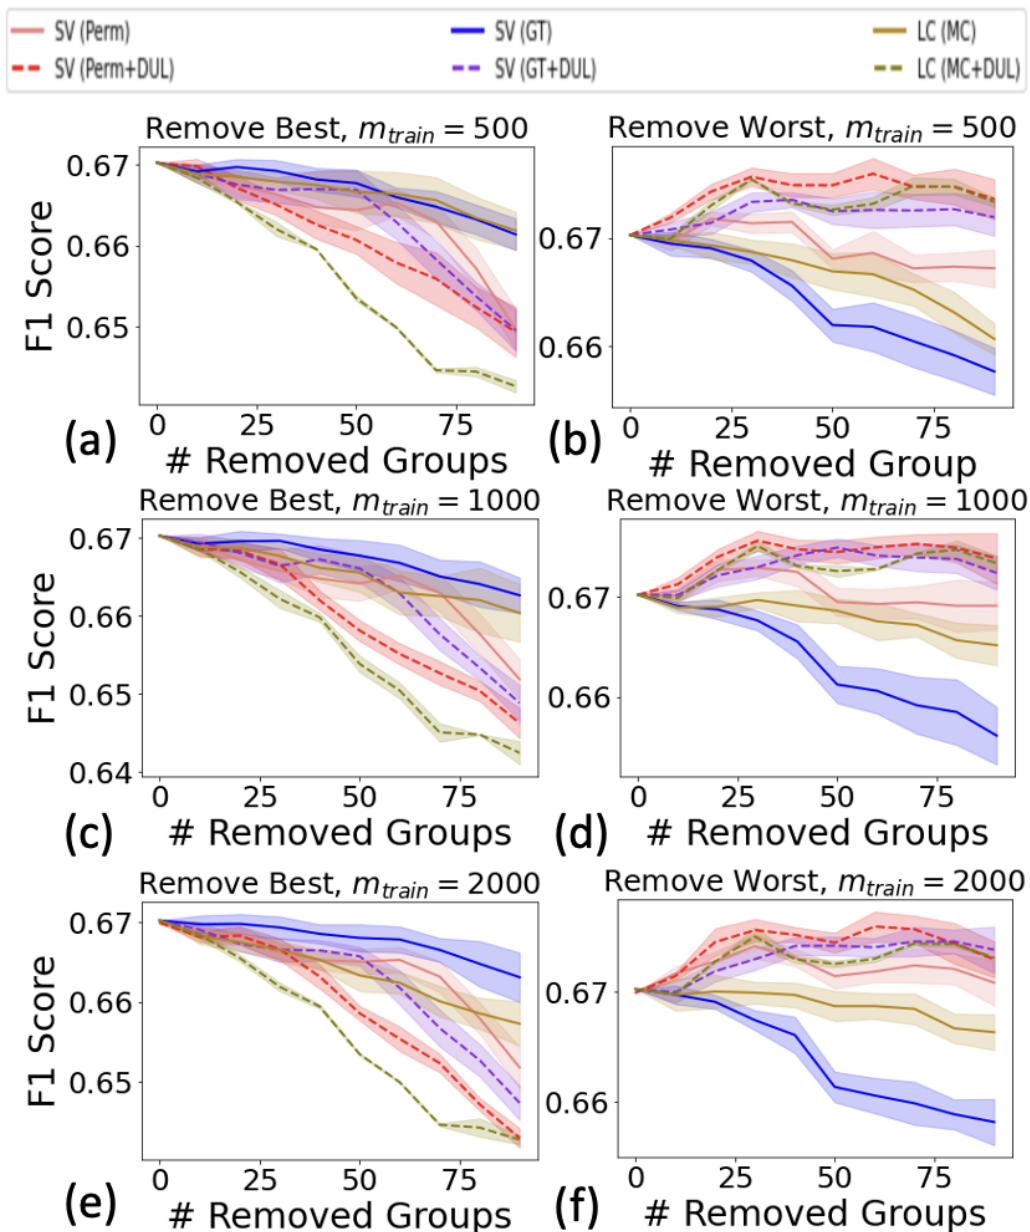 SV (Perm) SV (GT) LC (MC)
SV (Perm+DUL) SV (GT+DUL) LC (MC+DUL)
Remove Best, m_train = 500 Remove Worst, m_train = 500
F1 Score
0.67
0.66
0.65
0.67
0.66
0 25 50 75 0 25 50 75
(a) # Removed Groups (b) # Removed Group
Remove Best, m_train = 1000 Remove Worst, m_train = 1000
F1 Score
0.67
0.66
0.65
0.64
0.67
0.66
0 25 50 75 0 25 50 75
(c) # Removed Groups (d) # Removed Groups
Remove Best, m_train = 2000 Remove Worst, m_train = 2000
F1 Score
0.67
0.66
0.65
0.67
0.66
0 25 50 75 0 25 50 75
(e) # Removed Groups (f) # Removed Groups